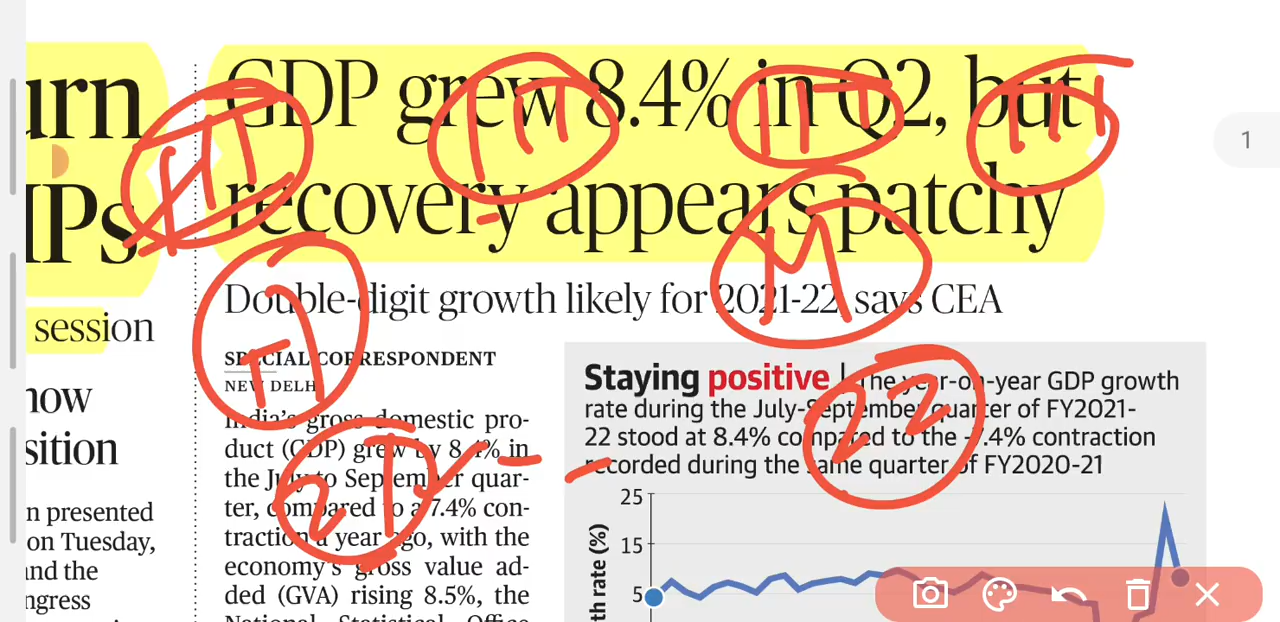 urn
IPs
session
now
sition
n presented
on Tuesday,
and the
ngress
GDP grew 8.4% in Q2, but
recovery appears patchy
Double-digit growth likely for 2021-22, says CEA
SPECIAL CORRESPONDENT
NEW DELHI
India's gross domestic pro-
duct (GDP) grew by 8.4% in
the July to September quar-
ter, compared to a 7.4% con-
traction a year ago, with the
economy's gross value ad-
ded (GVA) rising 8.5%, the
National Statistical Office
Staying positive | The year-on-year GDP growth
rate during the July-September quarter of FY2021-
22 stood at 8.4% compared to the -7.4% contraction
recorded during the same quarter of FY2020-21
25
15
5
th rate (%)
1
22